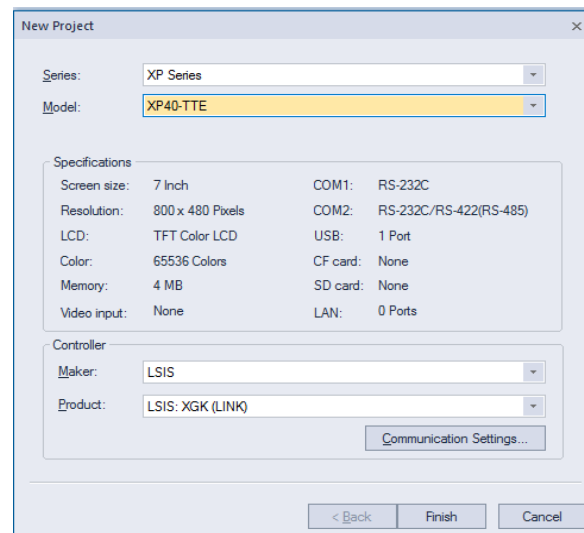 New Project
Series: XP Series
Model: XP40-TTE
Specifications
Screen size: 7 Inch COM1: RS-232C
Resolution: 800 x 480 Pixels COM2: RS-232C/RS-422(RS-485)
LCD: TFT Color LCD USB: 1 Port
Color: 65536 Colors CF card: None
Memory: 4 MB SD card: None
Video input: None LAN: 0 Ports
Controller
Maker: LSIS
Product: LSIS: XGK (LINK)
Communication Settings...
< Back Finish Cancel